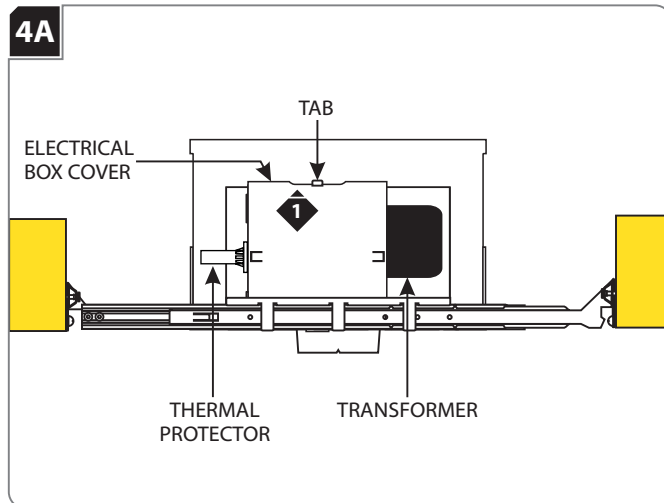 4A
TAB
ELECTRICAL
BOX COVER
1
THERMAL
PROTECTOR
TRANSFORMER